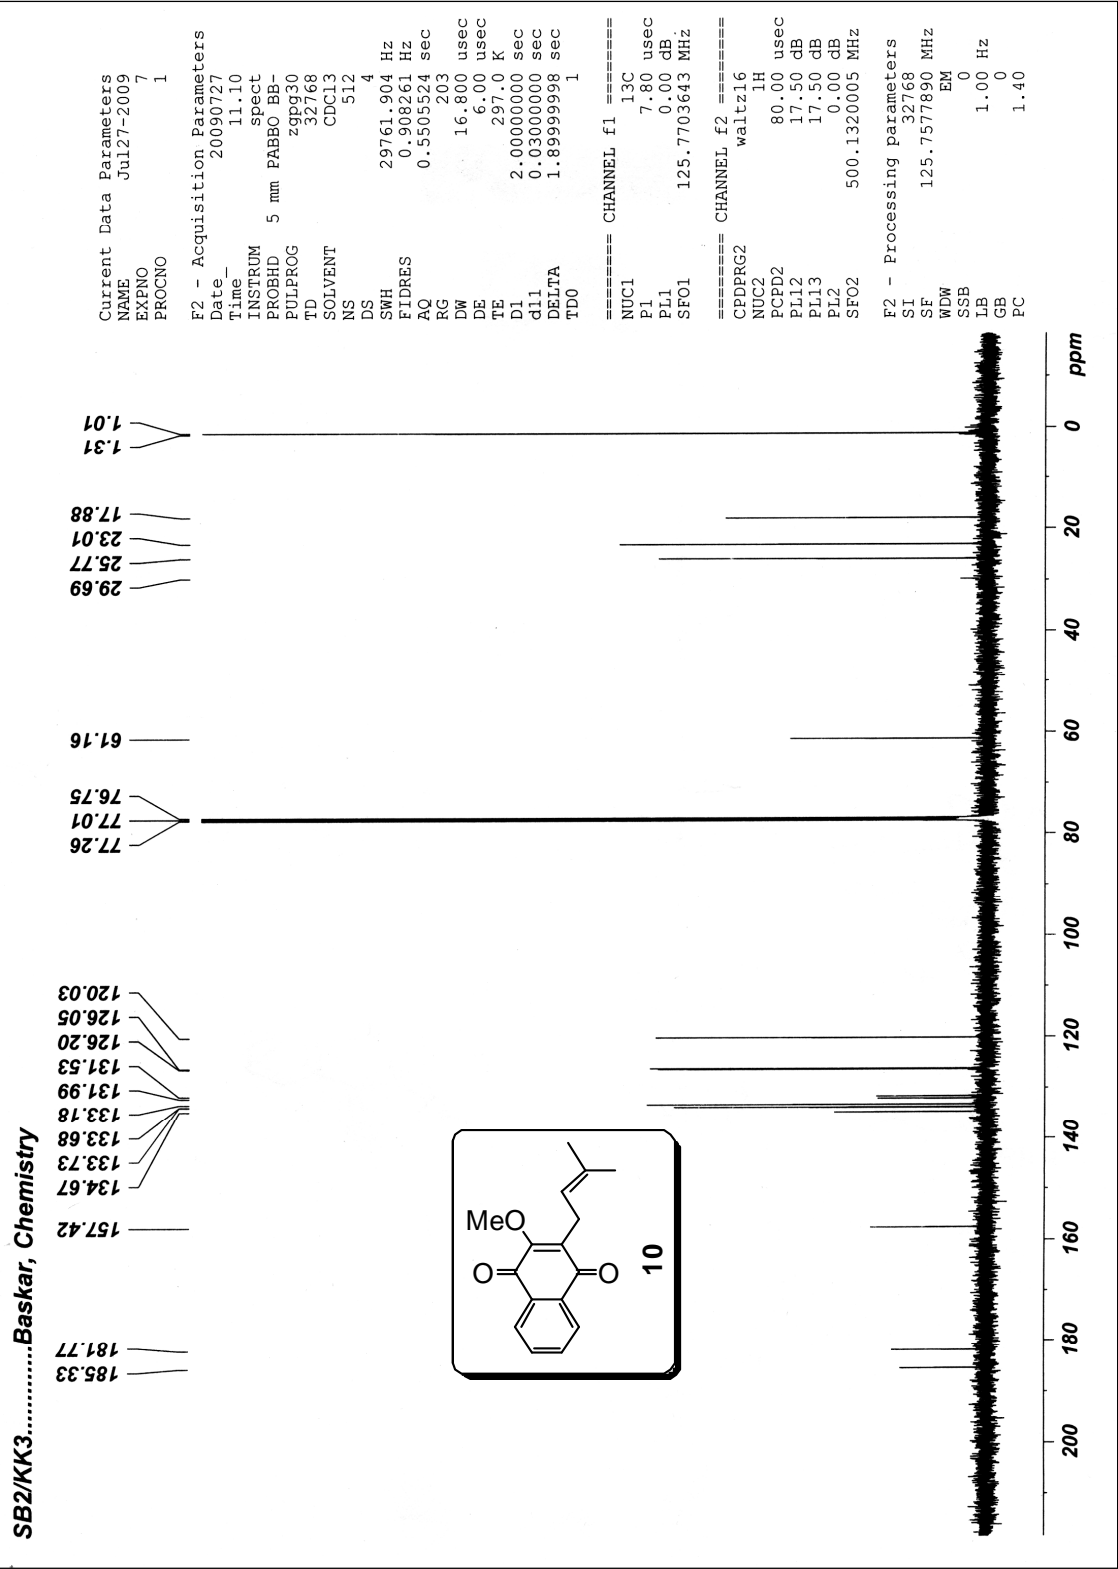 SB2/KK3..............Baskar, Chemistry
185.33
181.77
157.42
134.67
133.73
133.68
133.18
131.99
131.53
126.20
126.05
120.03
77.26
77.01
76.75
61.16
29.69
25.77
23.01
17.88
1.31
1.01
O
MeO
O
10
200 180 160 140 120 100 80 60 40 20 0 ppm
Current Data Parameters
NAME Jul27-2009
EXPNO 7
PROCNO 1
F2 - Acquisition Parameters
Date_ 20090727
Time 11.10
INSTRUM spect
PROBHD 5 mm PABBO BB-
PULPROG zgpg30
TD 32768
SOLVENT CDCl3
NS 512
DS 4
SWH 29761.904 Hz
FIDRES 0.908261 Hz
AQ 0.5505524 sec
RG 203
DW 16.800 usec
DE 6.00 usec
TE 297.0 K
D1 2.00000000 sec
d11 0.03000000 sec
DELTA 1.89999998 sec
TD0 1
======== CHANNEL f1 ========
NUC1 13C
P1 7.80 usec
PL1 0.00 dB
SFO1 125.7703643 MHz
======== CHANNEL f2 ========
CPDPRG2 waltz16
NUC2 1H
PCPD2 80.00 usec
PL12 17.50 dB
PL13 17.50 dB
PL2 0.00 dB
SFO2 500.1320005 MHz
F2 - Processing parameters
SI 32768
SF 125.7577890 MHz
WDW EM
SSB 0
LB 1.00 Hz
GB 0
PC 1.40